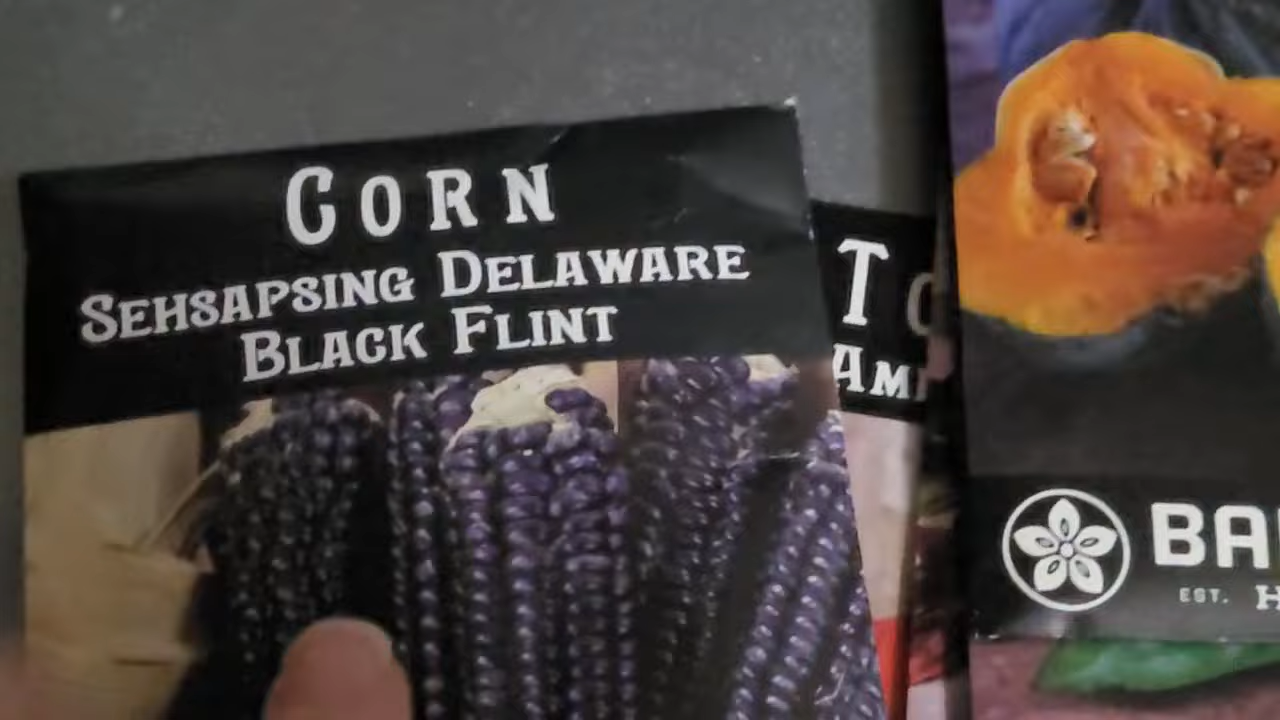 CORN
SEHSAPSING DELAWARE
BLACK FLINT
T
AM
BA
EST. H